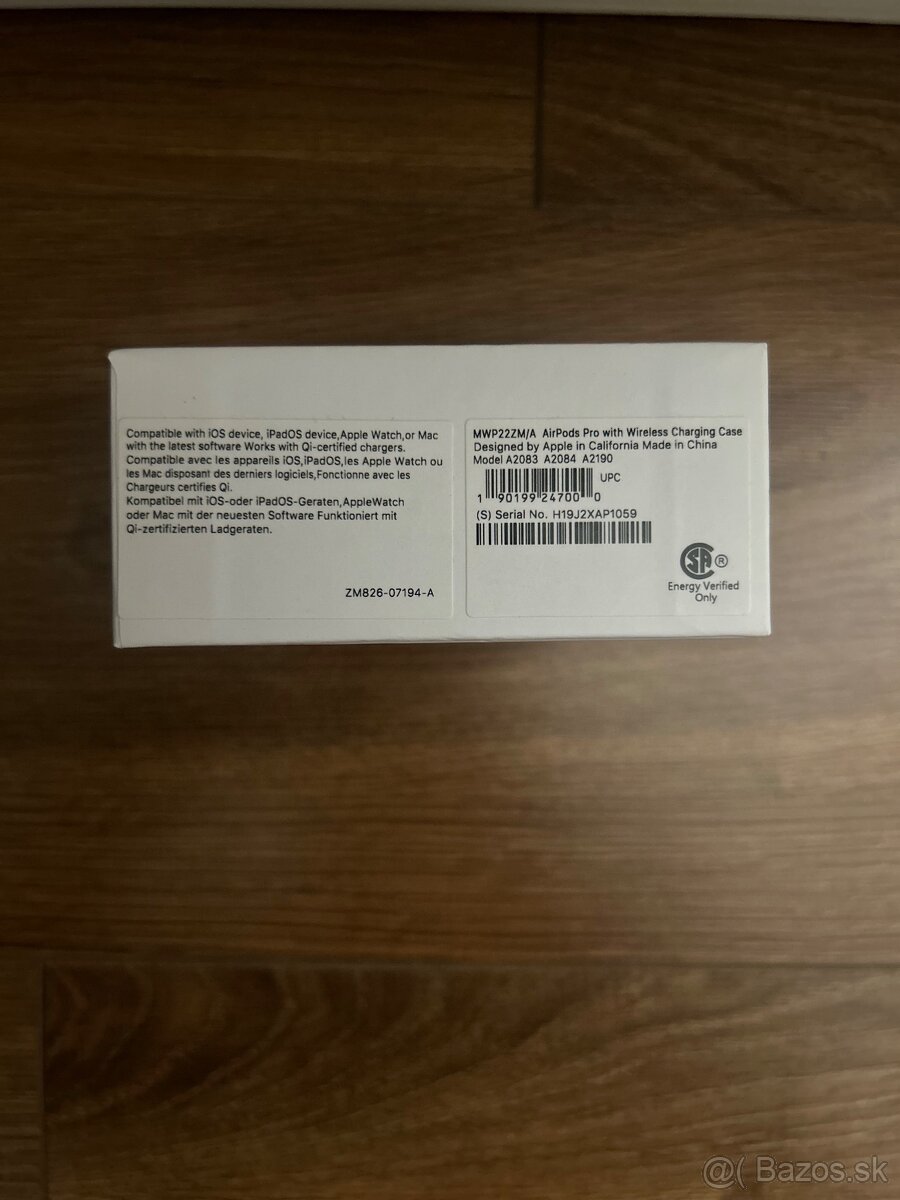 Compatible with iOS device, iPadOS device,Apple Watch,or Mac
with the latest software Works with Qi-certified chargers.
Compatible avec les appareils iOS,iPadOS,les Apple Watch ou
les Mac disposant des derniers logiciels,Fonctionne avec les
Chargeurs certifies Qi.
Kompatibel mit iOS-oder iPadOS-Geraten,AppleWatch
oder Mac mit der neuesten Software Funktioniert mit
Qi-zertifizierten Ladgeraten.
ZM826-07194-A
MWP22ZM/A AirPods Pro with Wireless Charging Case
Designed by Apple in California Made in China
Model A2083 A2084 A2190
UPC
1 90199 24700 0
(S) Serial No. H19J2XAP1059
SA ®
Energy Verified
Only
@( Bazos.sk